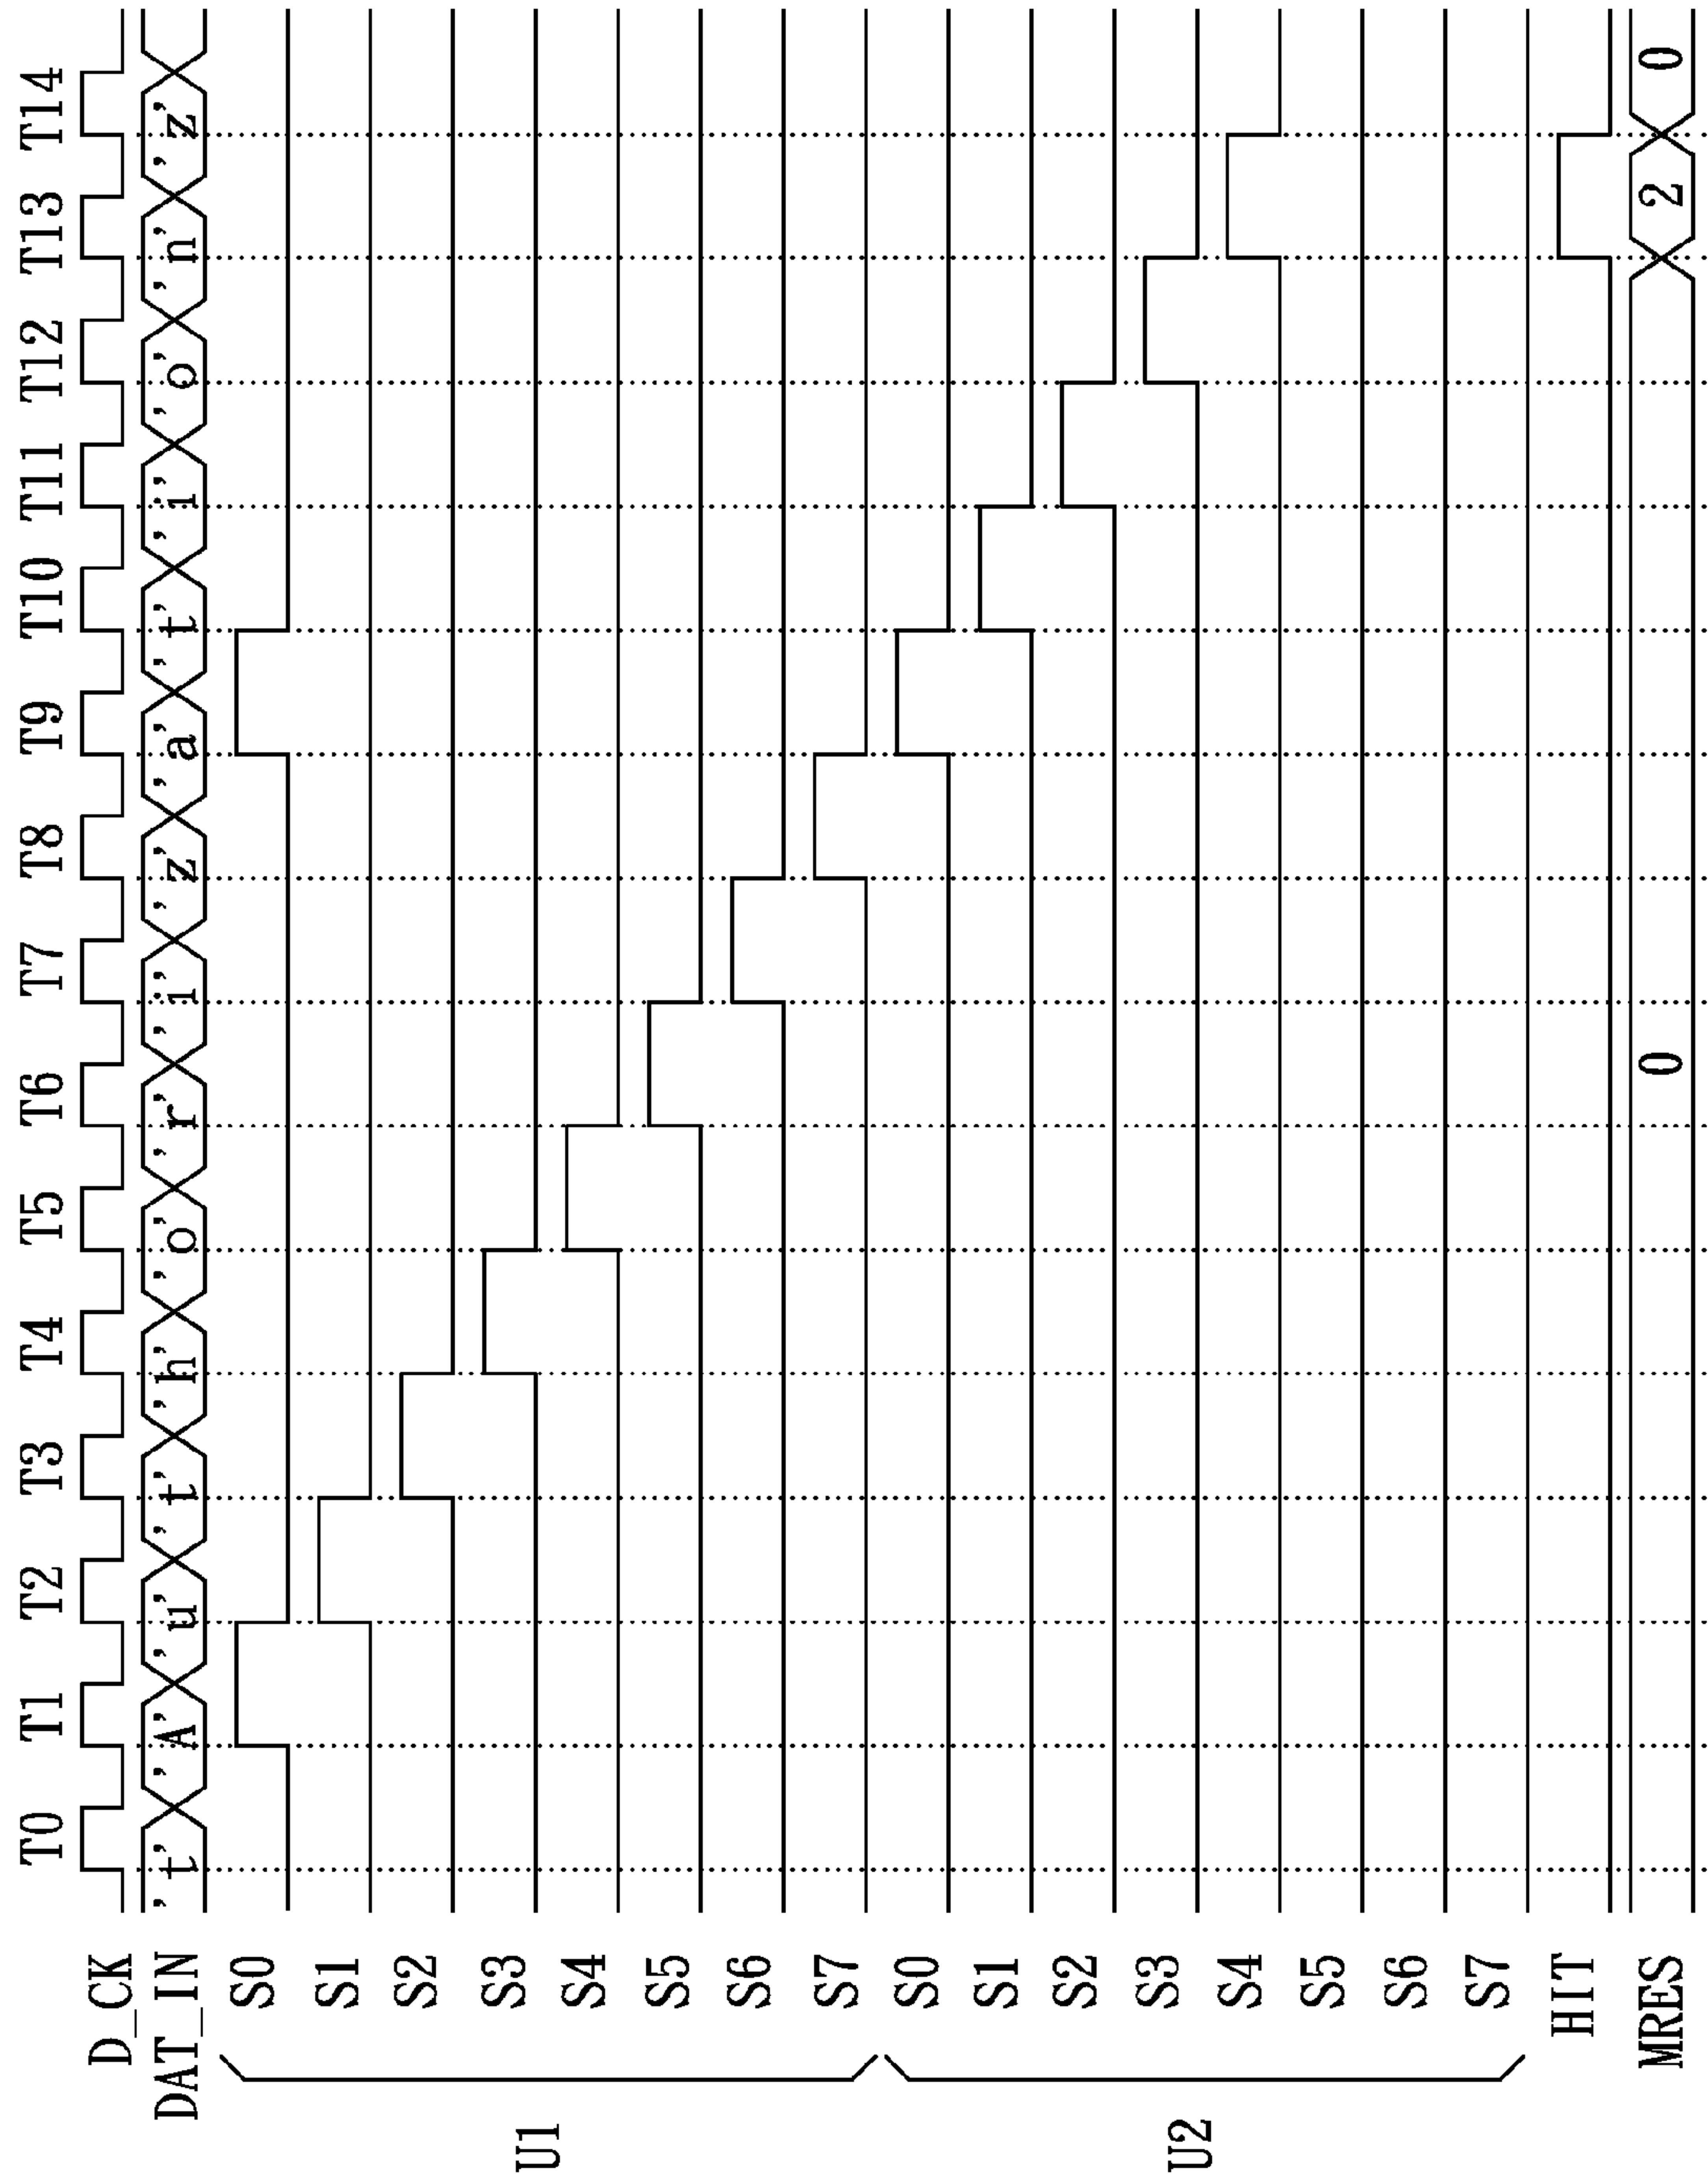 T0 T1 T2 T3 T4 T5 T6 T7 T8 T9 T10 T11 T12 T13 T14
D_CK
DAT_IN 't' 'A' 'u' 't' 'h' 'o' 'r' 'i' 'z' 'a' 't' 'i' 'o' 'n' 'z'
U1
S0
S1
S2
S3
S4
S5
S6
S7
U2
S0
S1
S2
S3
S4
S5
S6
S7
HIT
MRES 0 2 0